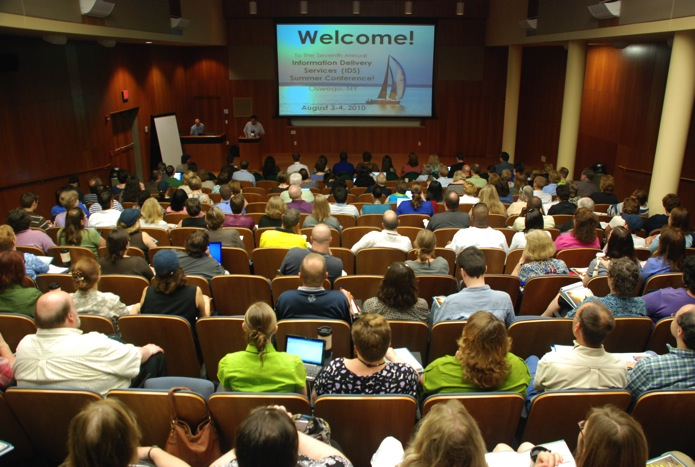 Welcome!
to the Seventh Annual
Information Delivery
Services (IDS)
Summer Conference!
Oswego, NY
August 3-4, 2010